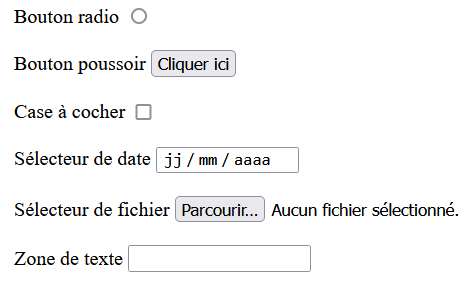 Bouton radio
Bouton poussoir Cliquer ici
Case à cocher
Sélecteur de date jj / mm / aaaa
Sélecteur de fichier Parcourir... Aucun fichier sélectionné.
Zone de texte